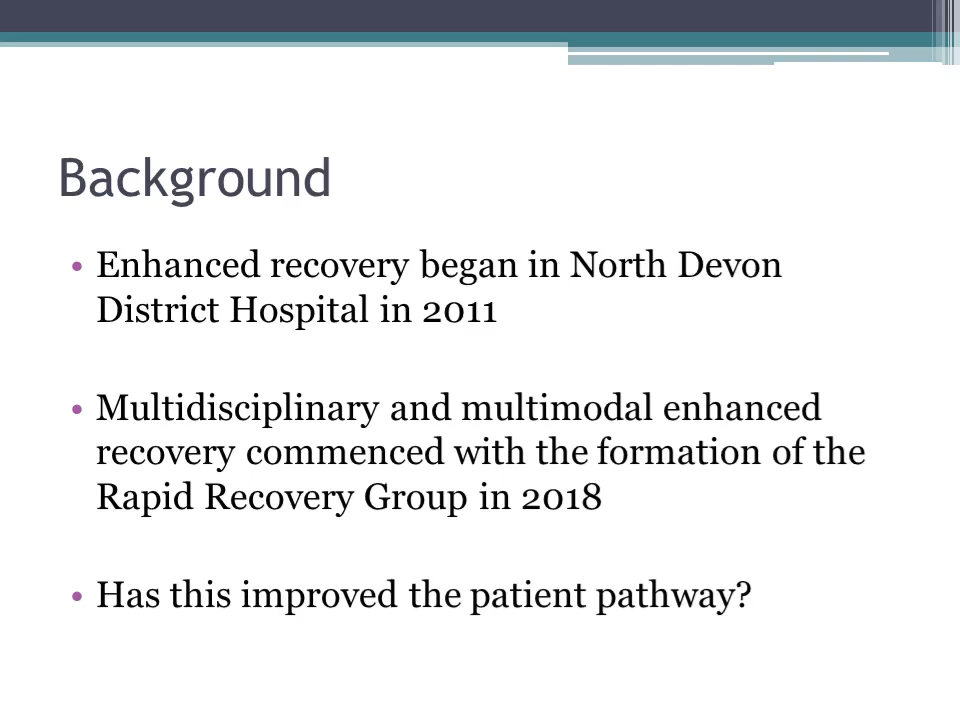 Background
• Enhanced recovery began in North Devon
District Hospital in 2011
• Multidisciplinary and multimodal enhanced
recovery commenced with the formation of the
Rapid Recovery Group in 2018
• Has this improved the patient pathway?